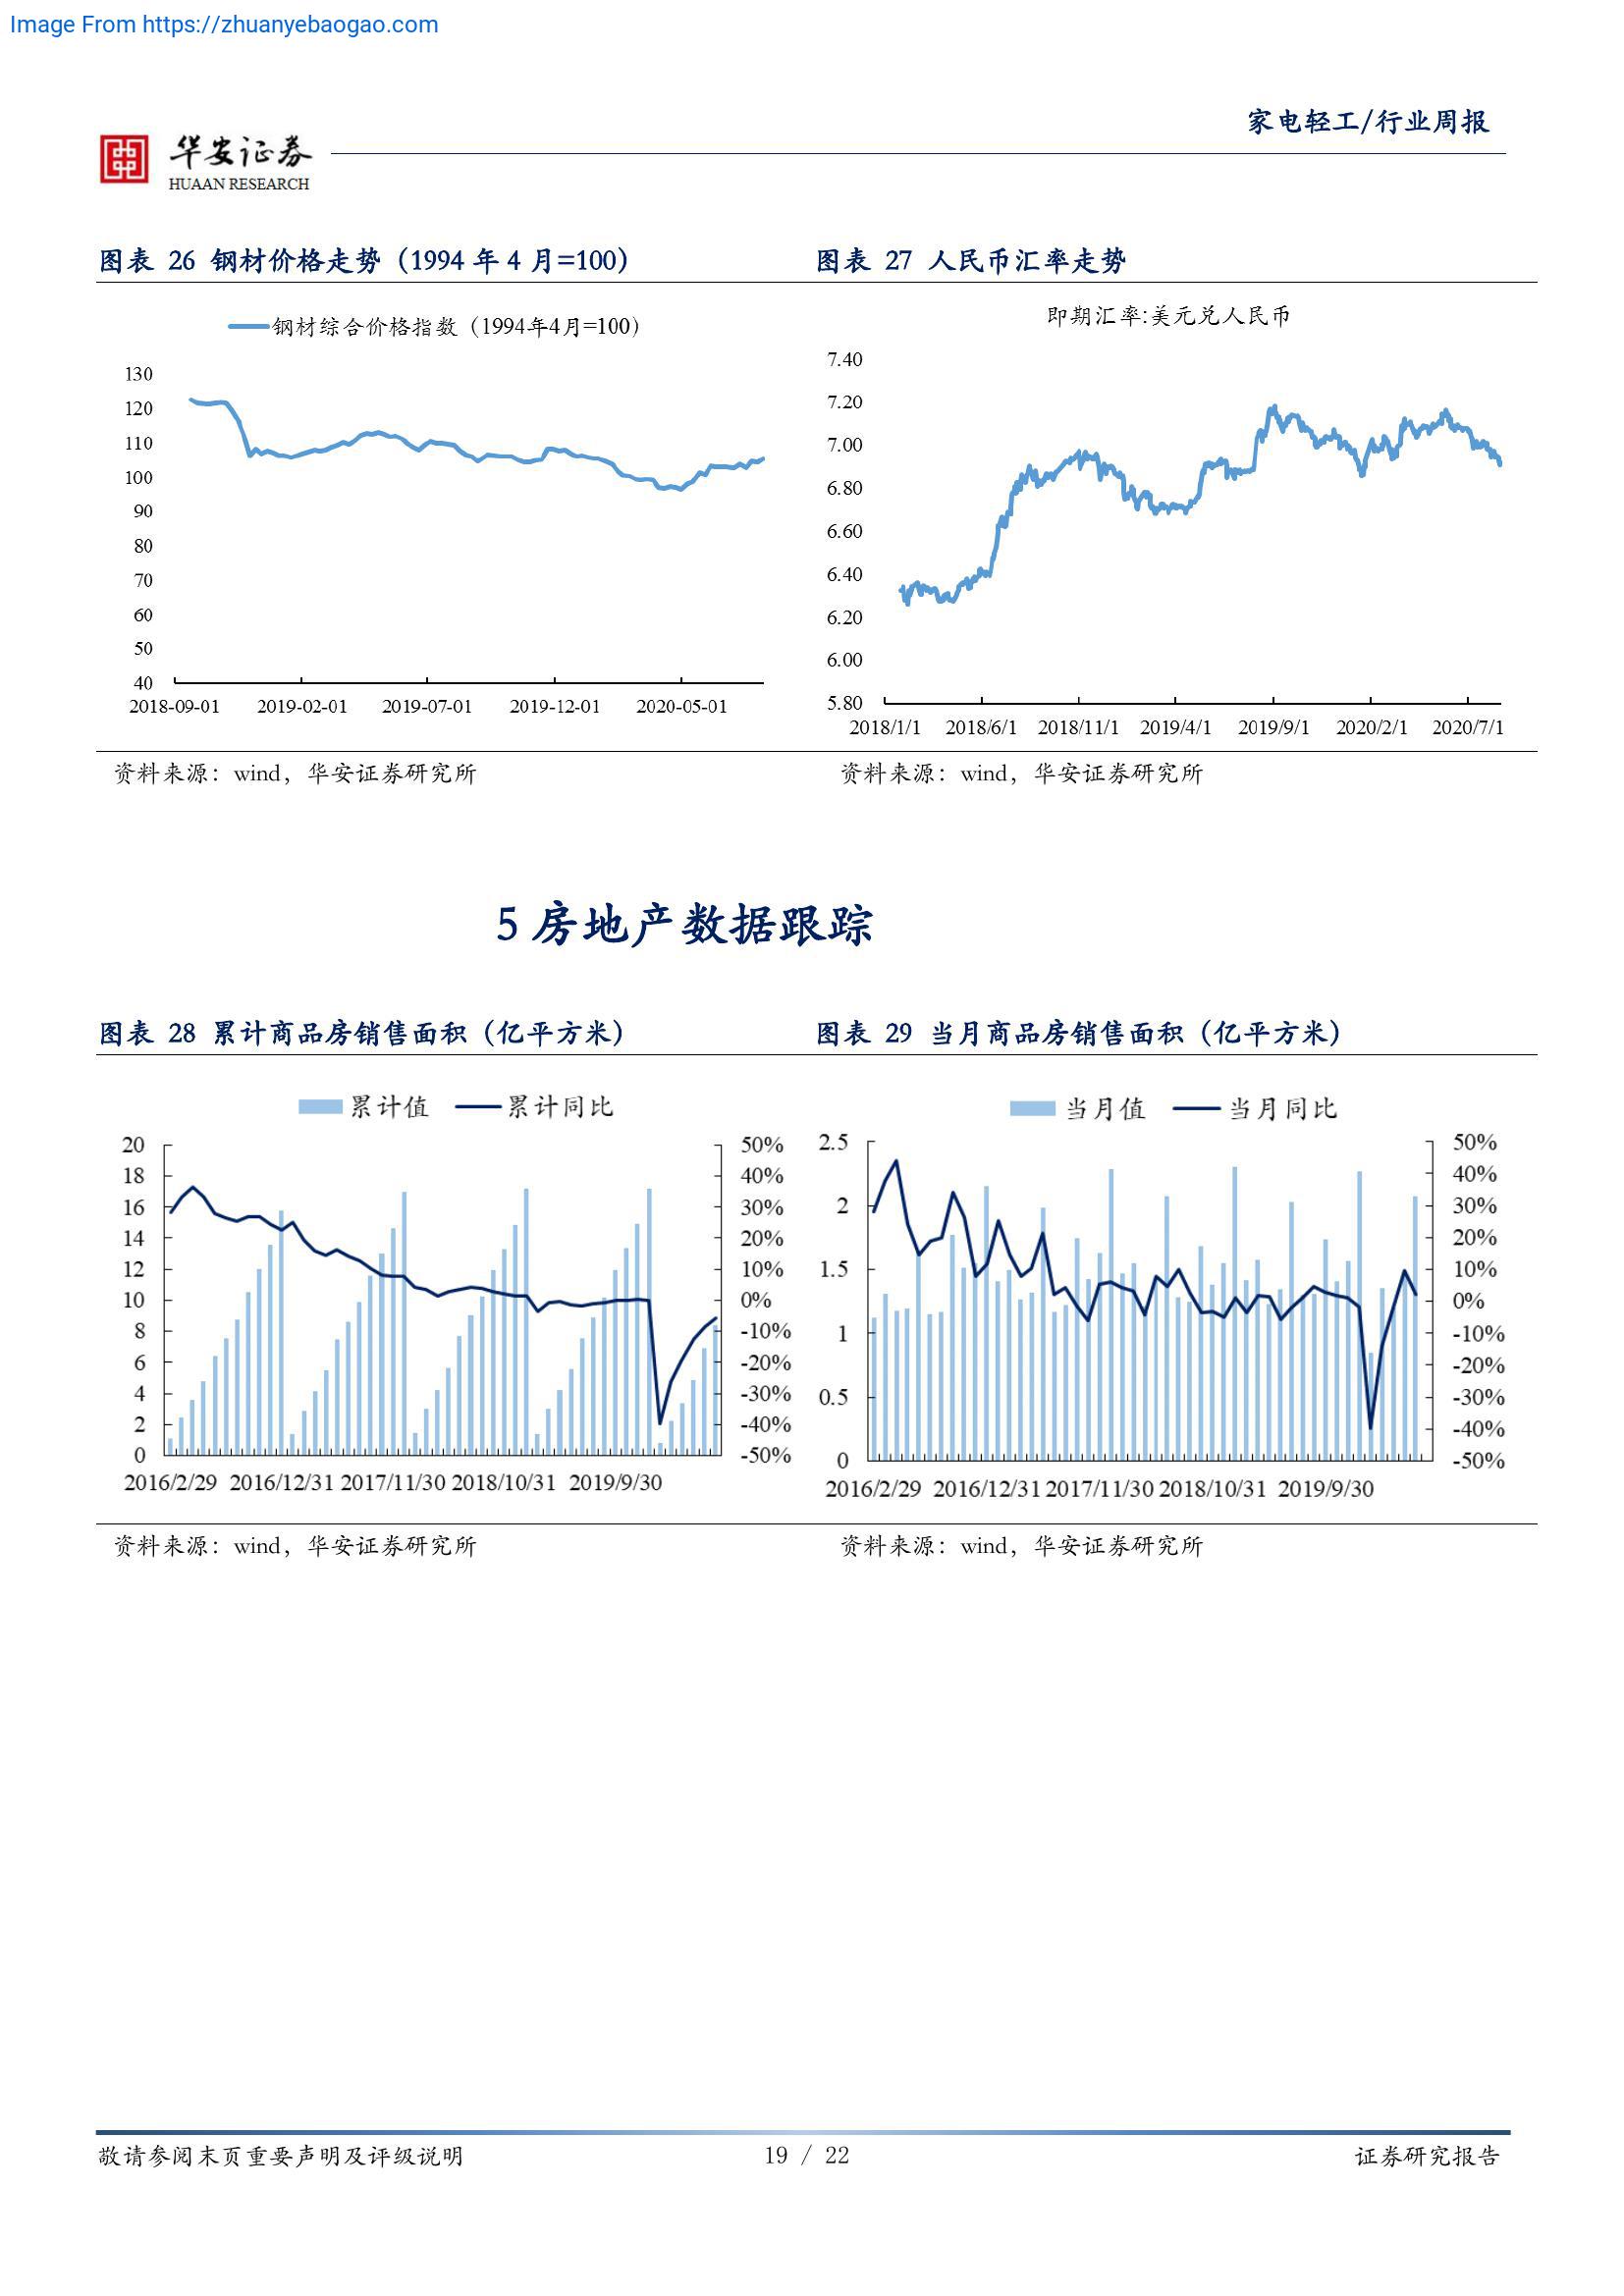 Image From https://zhuanyebaogao.com
家电轻工/行业周报
华安证券
HUAAN RESEARCH
图表 26 钢材价格走势（1994 年 4 月=100）
钢材综合价格指数（1994年4月=100）
130
120
110
100
90
80
70
60
50
40
2018-09-01 2019-02-01 2019-07-01 2019-12-01 2020-05-01
资料来源：wind，华安证券研究所
图表 27 人民币汇率走势
即期汇率:美元兑人民币
7.40
7.20
7.00
6.80
6.60
6.40
6.20
6.00
5.80
2018/1/1 2018/6/1 2018/11/1 2019/4/1 2019/9/1 2020/2/1 2020/7/1
资料来源：wind，华安证券研究所
5 房地产数据跟踪
图表 28 累计商品房销售面积（亿平方米）
累计值 累计同比
20
18
16
14
12
10
8
6
4
2
0
50%
40%
30%
20%
10%
0%
-10%
-20%
-30%
-40%
-50%
2016/2/29 2016/12/31 2017/11/30 2018/10/31 2019/9/30
资料来源：wind，华安证券研究所
图表 29 当月商品房销售面积（亿平方米）
当月值 当月同比
2.5
2
1.5
1
0.5
0
50%
40%
30%
20%
10%
0%
-10%
-20%
-30%
-40%
-50%
2016/2/29 2016/12/31 2017/11/30 2018/10/31 2019/9/30
资料来源：wind，华安证券研究所
敬请参阅末页重要声明及评级说明
19 / 22
证券研究报告